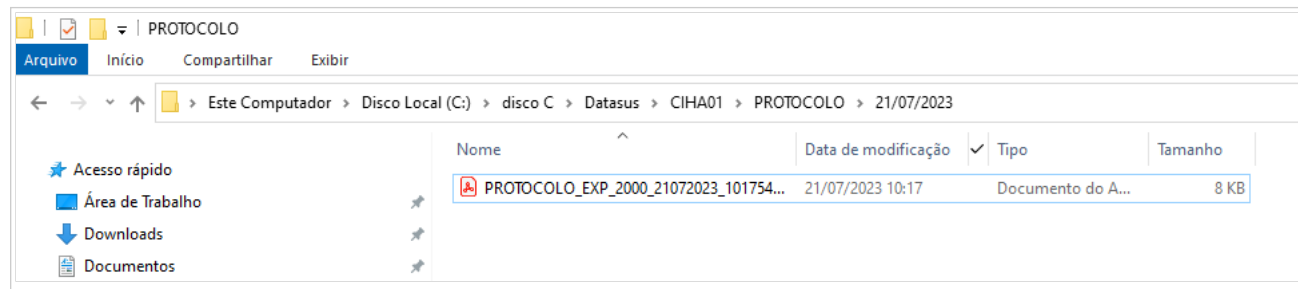 PROTOCOLO
Arquivo Início Compartilhar Exibir
Este Computador > Disco Local (C:) > disco C > Datasus > CIHA01 > PROTOCOLO > 21/07/2023
Nome Data de modificação Tipo Tamanho
Acesso rápido
PROTOCOLO_EXP_2000_21072023_101754... 21/07/2023 10:17 Documento do A... 8 KB
Área de Trabalho
Downloads
Documentos